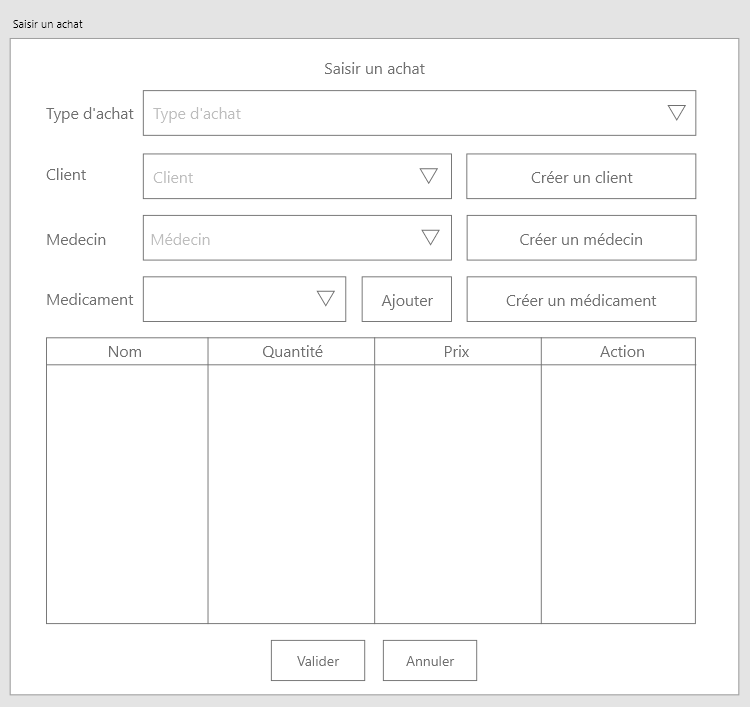 Saisir un achat
Saisir un achat
Type d'achat Type d'achat
Client Client Créer un client
Medecin Médecin Créer un médecin
Medicament Ajouter Créer un médicament
Nom Quantité Prix Action
Valider Annuler